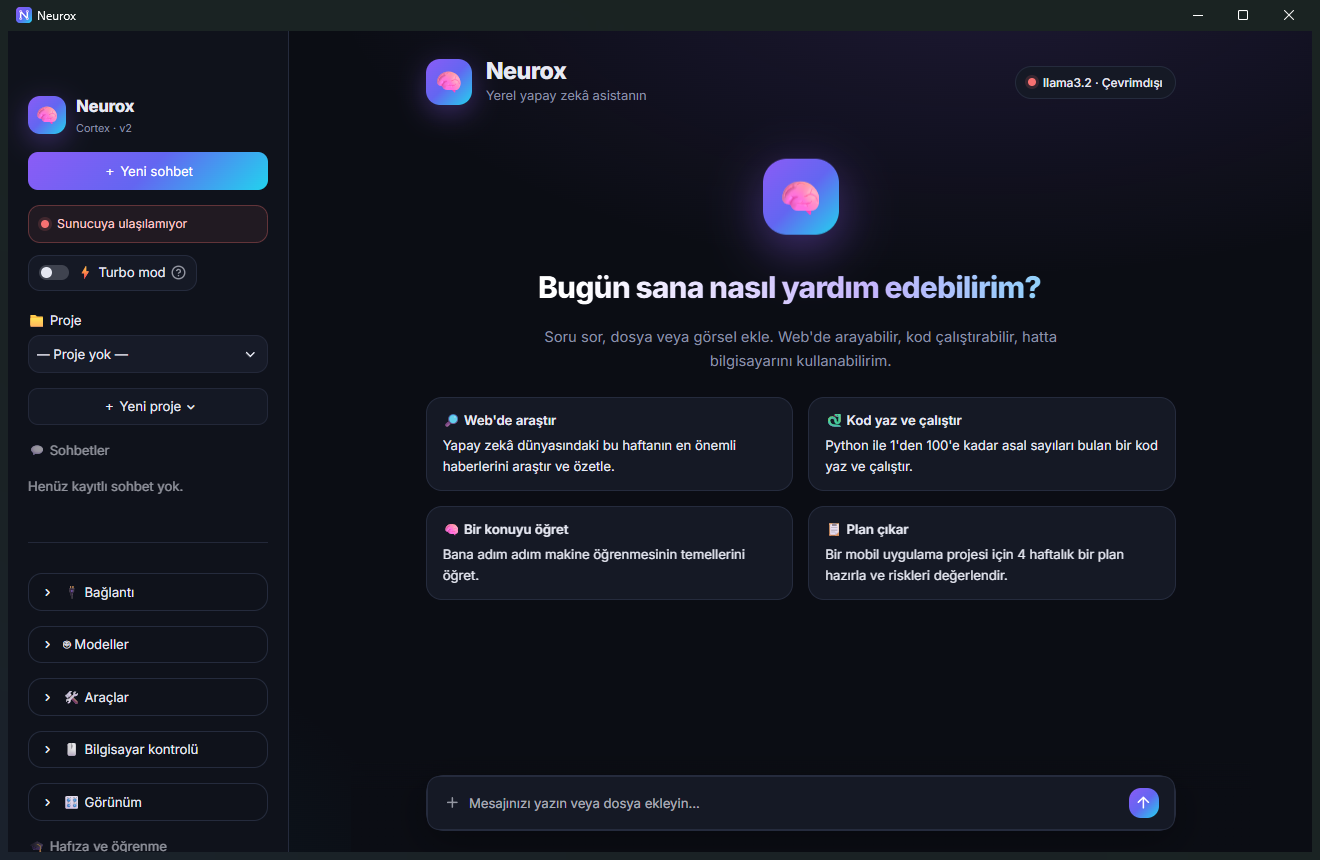 Neurox
Neurox
Cortex · v2
+ Yeni sohbet
Sunucuya ulaşılamıyor
Turbo mod
Proje
— Proje yok —
+ Yeni proje
Sohbetler
Henüz kayıtlı sohbet yok.
Bağlantı
Modeller
Araçlar
Bilgisayar kontrolü
Görünüm
Hafıza ve öğrenme
Neurox
Yerel yapay zekâ asistanın
llama3.2 · Çevrimdışı
Bugün sana nasıl yardım edebilirim?
Soru sor, dosya veya görsel ekle. Web'de arayabilir, kod çalıştırabilir, hatta
bilgisayarını kullanabilirim.
Web'de araştır
Yapay zekâ dünyasındaki bu haftanın en önemli
haberlerini araştır ve özetle.
Kod yaz ve çalıştır
Python ile 1'den 100'e kadar asal sayıları bulan bir kod
yaz ve çalıştır.
Bir konuyu öğret
Bana adım adım makine öğrenmesinin temellerini
öğret.
Plan çıkar
Bir mobil uygulama projesi için 4 haftalık bir plan
hazırla ve riskleri değerlendir.
Mesajınızı yazın veya dosya ekleyin...